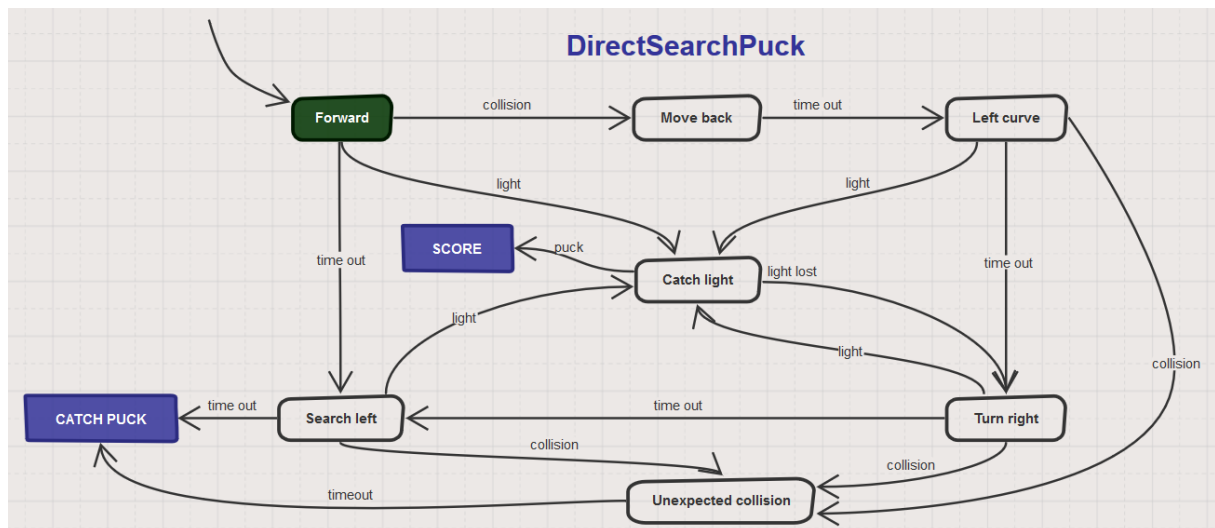 DirectSearchPuck
Forward
collision
Move back
time out
Left curve
light
light
SCORE
puck
time out
Catch light
light lost
time out
light
light
collision
CATCH PUCK
time out
Search left
time out
Turn right
collision
collision
timeout
Unexpected collision